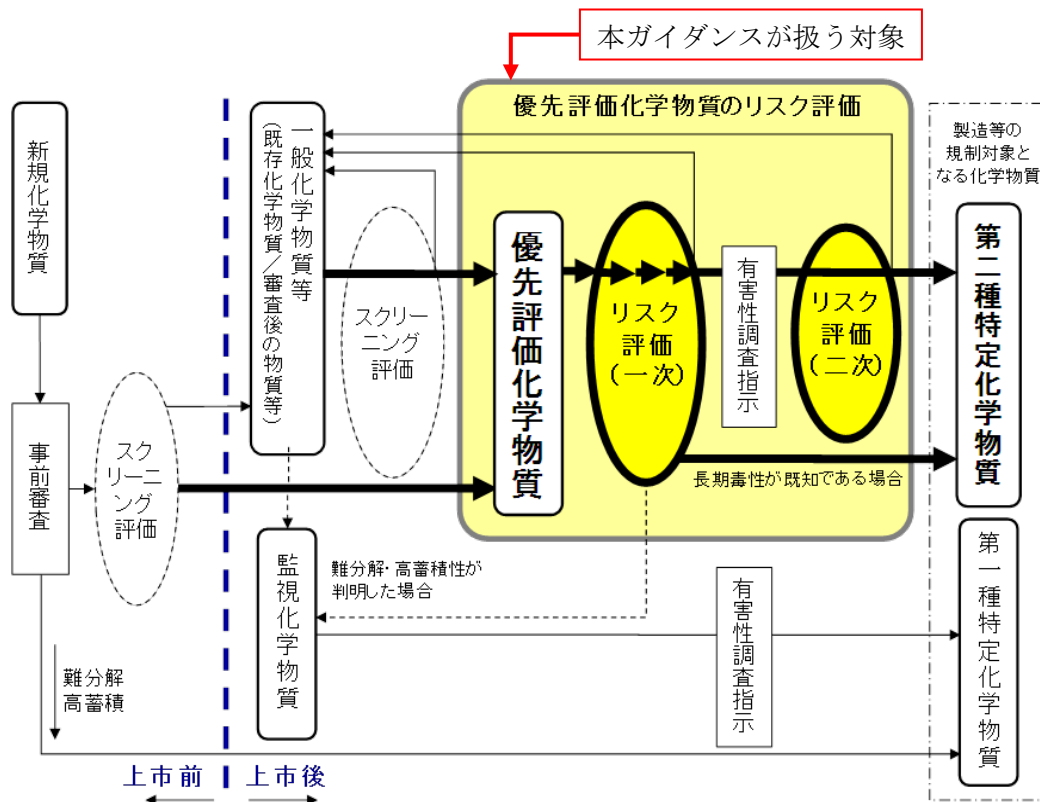 本ガイダンスが扱う対象
優先評価化学物質のリスク評価
新規化学物質
事前審査
スク
リーニ
ング
評価
難分解
高蓄積
一般化学物質等
(既存化学物質／審査後の物質等)
スクリー
ニング
評価
優先評価化学物質
リスク
評価
(一次)
有害性調査指示
リスク
評価
(二次)
長期毒性が既知である場合
製造等の
規制対象と
なる化学物質
第二種特定化学物質
監視化学物質
難分解・高蓄積性が
判明した場合
有害性調査指示
第一種特定化学物質
上市前
上市後